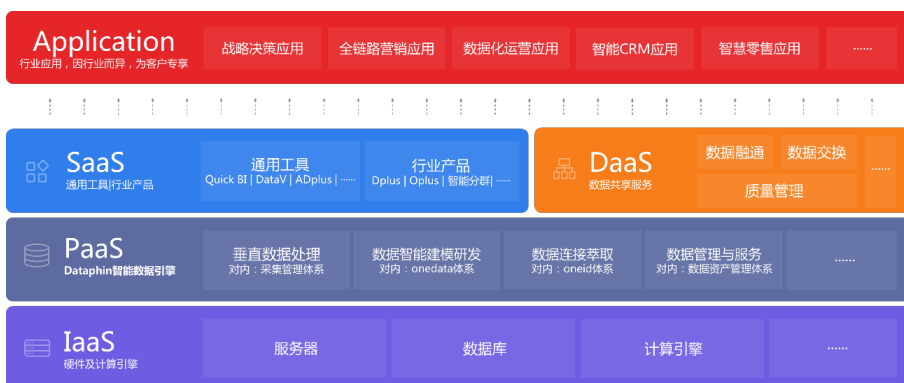 Application
行业应用，因行业而异，为客户专享
战略决策应用
全链路营销应用
数据化运营应用
智能CRM应用
智慧零售应用
······
SaaS
通用工具|行业产品
通用工具
Quick BI | DataV | ADplus | ······
行业产品
Dplus | Oplus | 智能分群| ······
DaaS
数据共享服务
数据融通
数据交换
质量管理
······
PaaS
Dataphin智能数据引擎
垂直数据处理
对内：采集管理体系
数据智能建模研发
对内：onedata体系
数据连接萃取
对内：oneid体系
数据管理与服务
对内：数据资产管理体系
······
IaaS
硬件及计算引擎
服务器
数据库
计算引擎
······